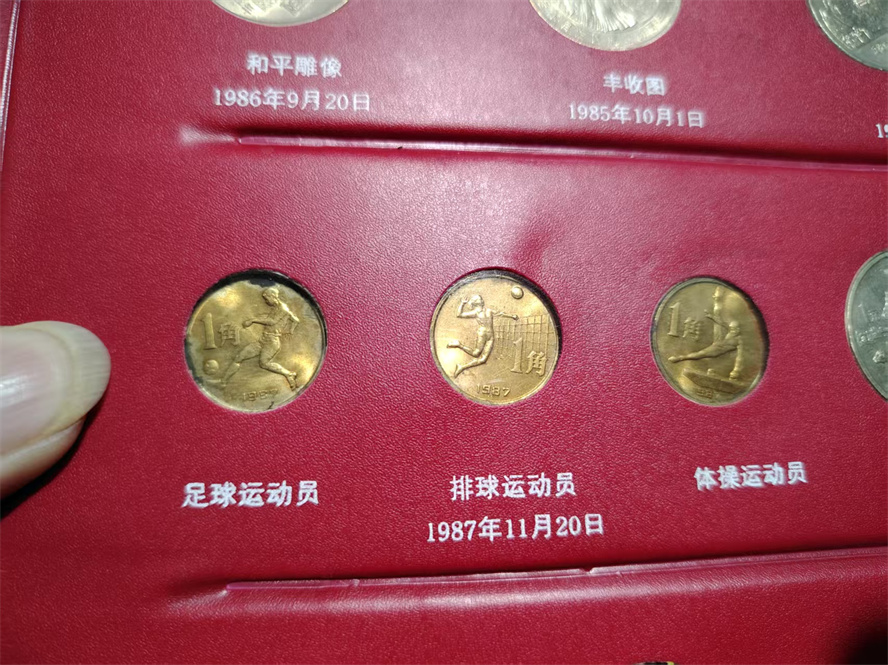 和平雕像
1986年9月20日
丰收图
1985年10月1日
1角
1角
1987
1角
足球运动员
排球运动员
体操运动员
1987年11月20日